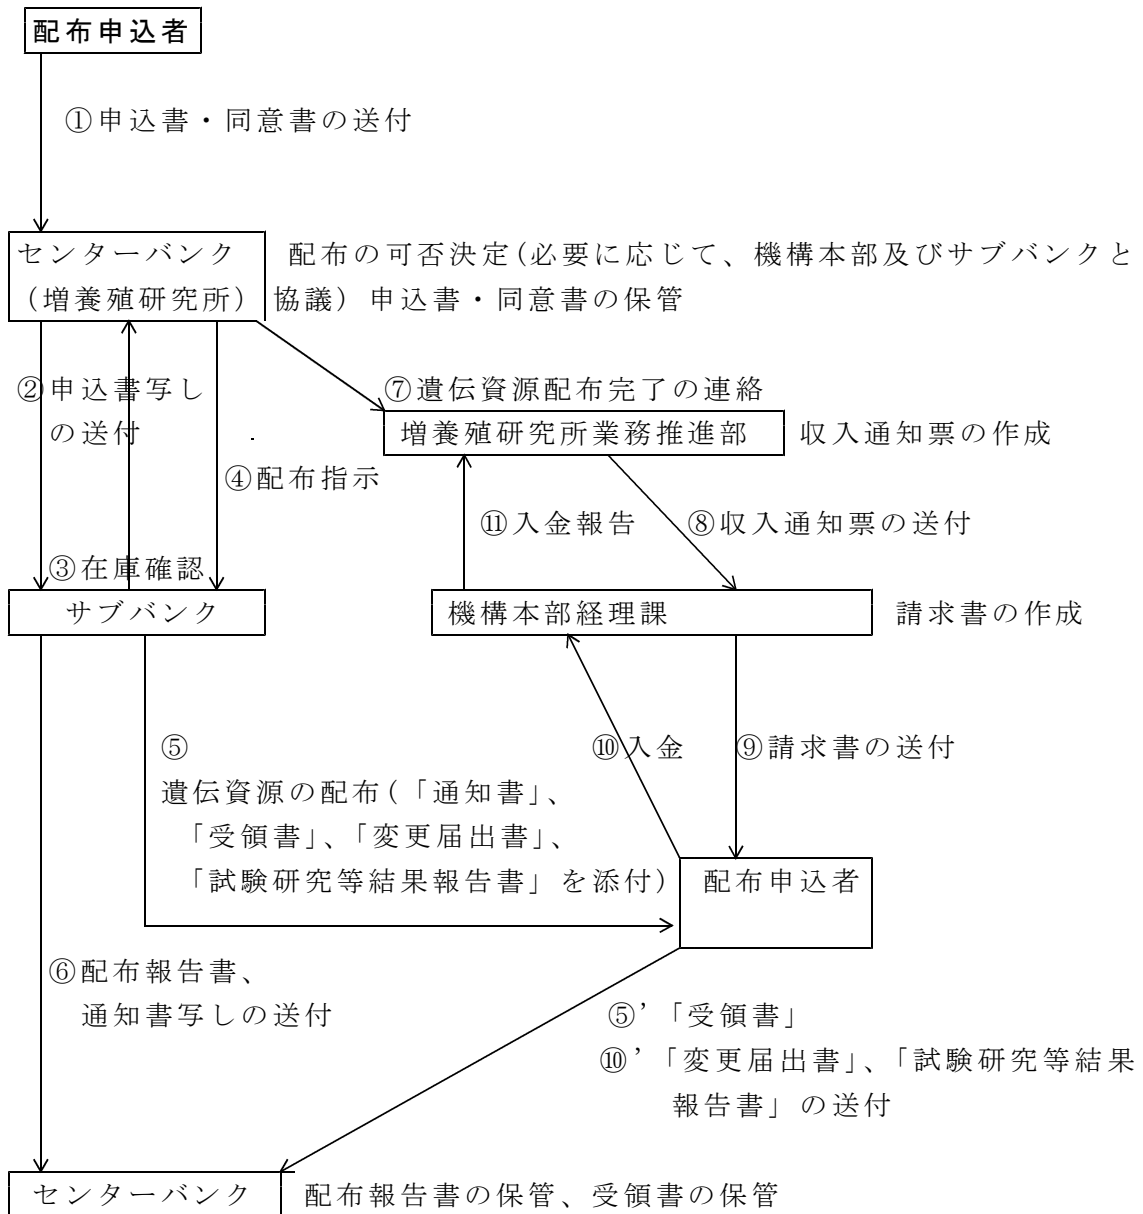 配布申込者
①申込書・同意書の送付
センターバンク 配布の可否決定(必要に応じて、機構本部及びサブバンクと
(増養殖研究所) 協議)申込書・同意書の保管
②申込書写し
の送付
⑦遺伝資源配布完了の連絡
増養殖研究所業務推進部 収入通知票の作成
④配布指示
⑪入金報告 ⑧収入通知票の送付
③在庫確認
サブバンク 機構本部経理課 請求書の作成
⑤ ⑩入金 ⑨請求書の送付
遺伝資源の配布(「通知書」、
「受領書」、「変更届出書」、
「試験研究等結果報告書」を添付) 配布申込者
⑥配布報告書、
通知書写しの送付
⑤’「受領書」
⑩’「変更届出書」、「試験研究等結果
報告書」の送付
センターバンク 配布報告書の保管、受領書の保管